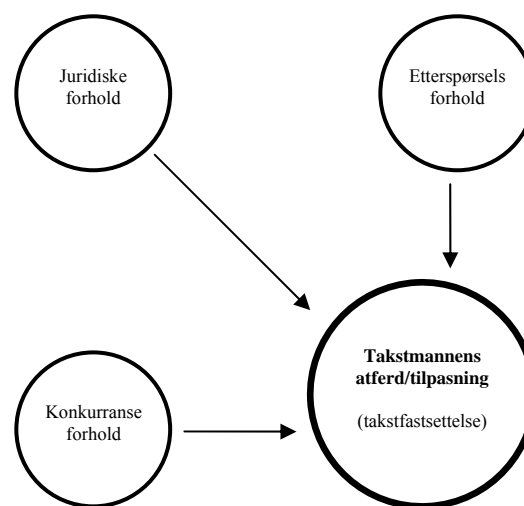 Juridiske
forhold
Etterspørsels
forhold
Takstmannens
atferd/tilpasning
(takstfastsettelse)
Konkurranse
forhold